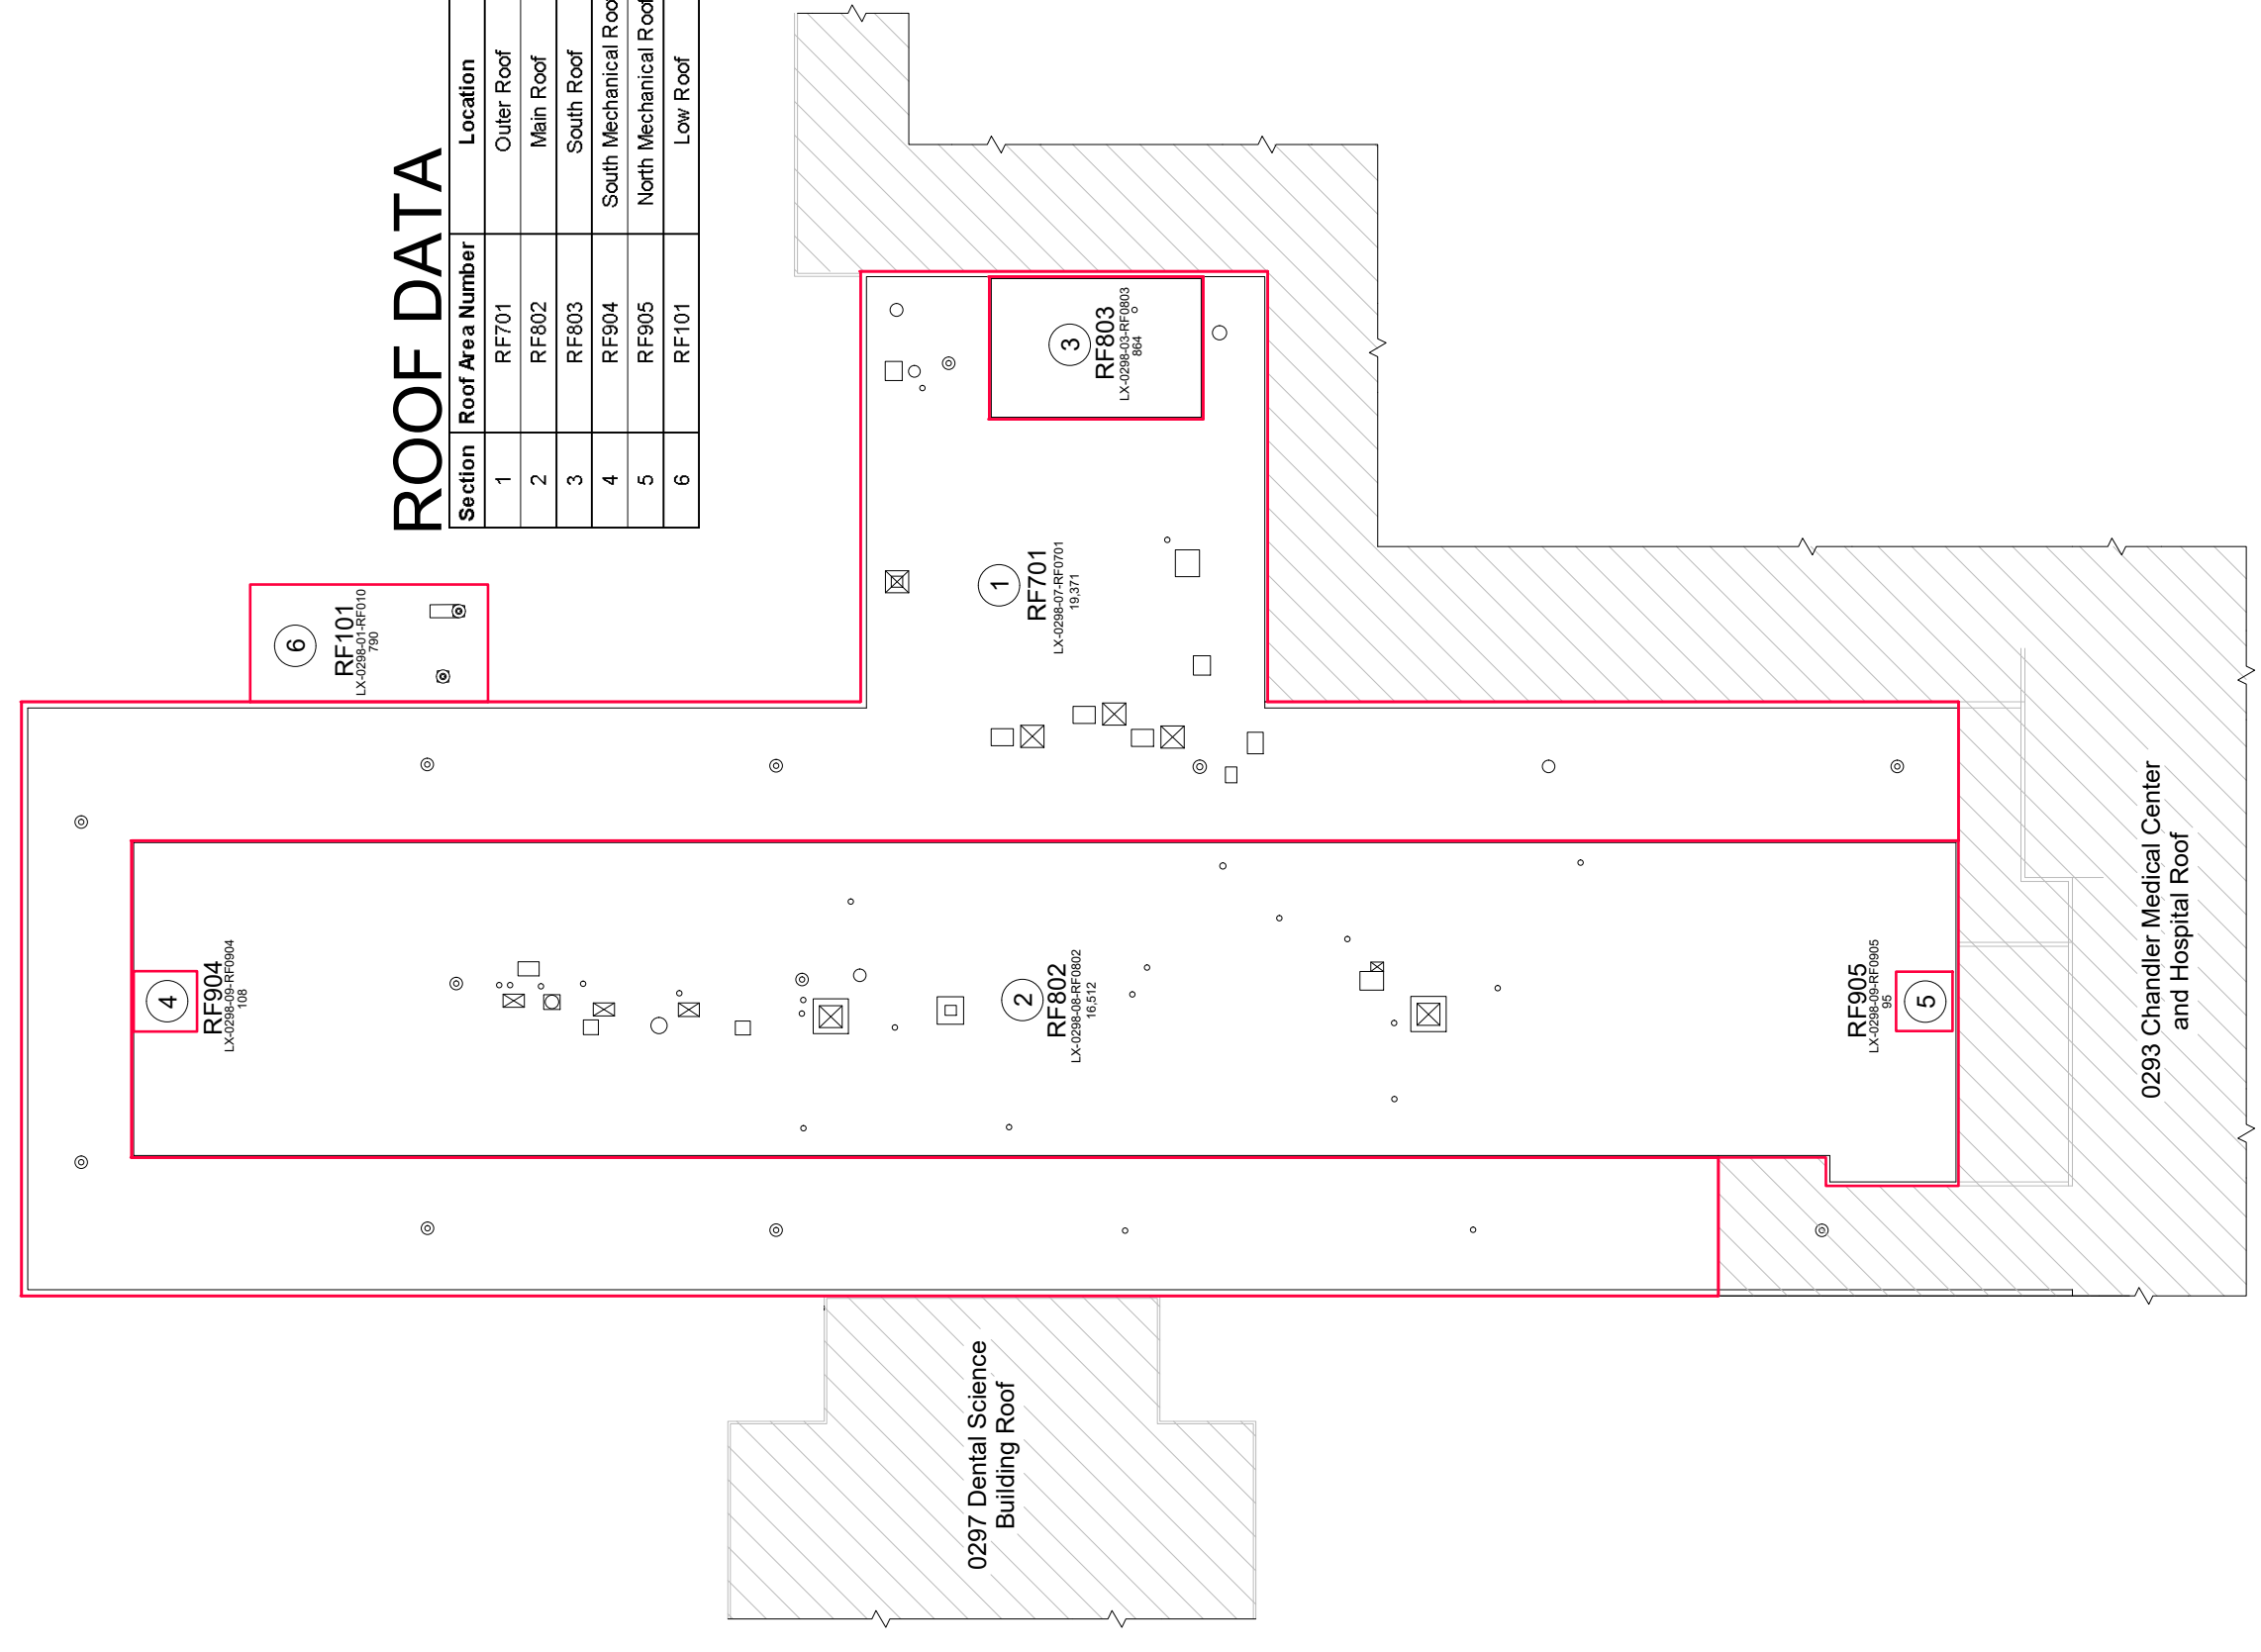 ROOF DATA
Section Roof Area Number Location
1 RF701 Outer Roof
2 RF802 Main Roof
3 RF803 South Roof
4 RF904 South Mechanical Roof
5 RF905 North Mechanical Roof
6 RF101 Low Roof
6
RF101
LX-0298-01-RF010
790
3
RF803
LX-0298-03-RF0803
864
1
RF701
LX-0298-07-RF0701
19,371
4
RF904
LX-0298-09-RF0904
108
2
RF802
LX-0298-08-RF0802
16,512
RF905
LX-0298-09-RF0905
95
5
0293 Chandler Medical Center
and Hospital Roof
0297 Dental Science
Building Roof